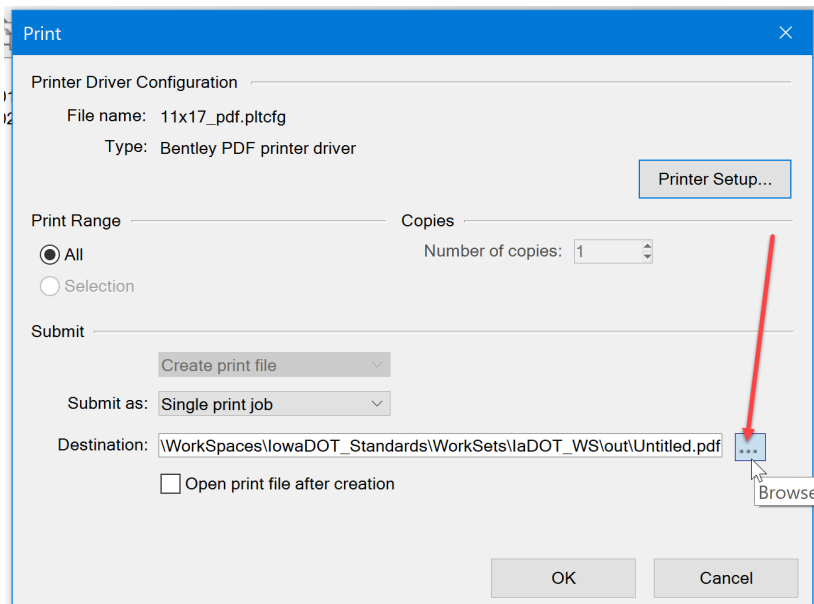 Print
Printer Driver Configuration
File name: 11x17_pdf.pltcfg
Type: Bentley PDF printer driver
Printer Setup...
Print Range
Copies
All
Number of copies: 1
Selection
Submit
Create print file
Submit as: Single print job
Destination: \WorkSpaces\IowaDOT_Standards\WorkSets\IaDOT_WS\out\Untitled.pdf ...
Open print file after creation
Browse
OK Cancel